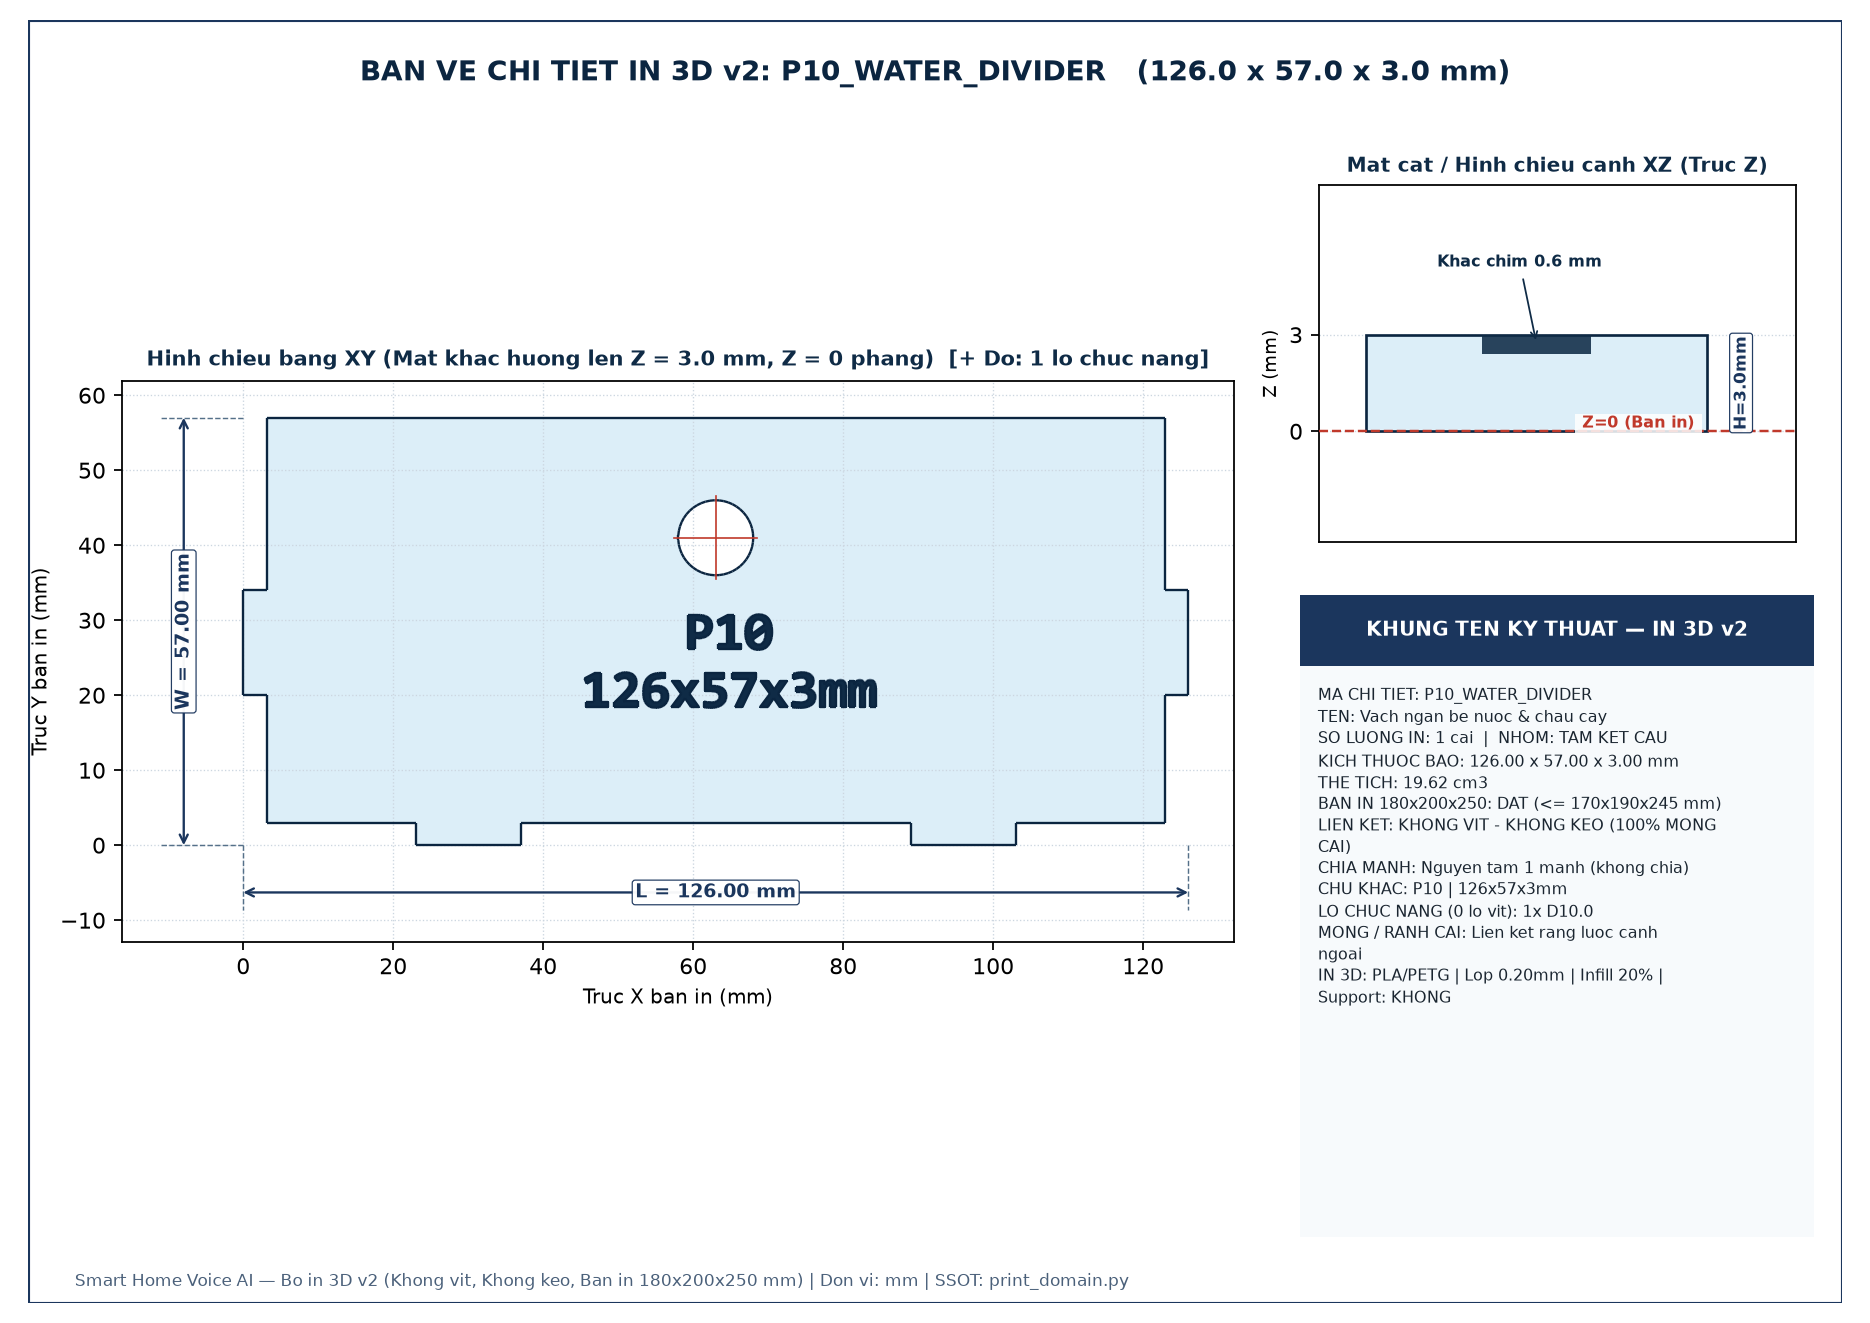 BAN VE CHI TIET IN 3D v2: P10_WATER_DIVIDER (126.0 x 57.0 x 3.0 mm)
Hinh chieu bang XY (Mat khac huong len Z = 3.0 mm, Z = 0 phang) [+ Do: 1 lo chuc nang]
60
50
40
30
20
10
0
−10
Truc Y ban in (mm)
W = 57.00 mm
P10
126x57x3mm
L = 126.00 mm
0
20
40
60
80
100
120
Truc X ban in (mm)
Mat cat / Hinh chieu canh XZ (Truc Z)
Khac chim 0.6 mm
3
0
Z (mm)
Z=0 (Ban in)
H=3.0mm
KHUNG TEN KY THUAT — IN 3D v2
MA CHI TIET: P10_WATER_DIVIDER
TEN: Vach ngan be nuoc & chau cay
SO LUONG IN: 1 cai | NHOM: TAM KET CAU
KICH THUOC BAO: 126.00 x 57.00 x 3.00 mm
THE TICH: 19.62 cm3
BAN IN 180x200x250: DAT (<= 170x190x245 mm)
LIEN KET: KHONG VIT - KHONG KEO (100% MONG
CAI)
CHIA MANH: Nguyen tam 1 manh (khong chia)
CHU KHAC: P10 | 126x57x3mm
LO CHUC NANG (0 lo vit): 1x D10.0
MONG / RANH CAI: Lien ket rang luoc canh
ngoai
IN 3D: PLA/PETG | Lop 0.20mm | Infill 20% |
Support: KHONG
Smart Home Voice AI — Bo in 3D v2 (Khong vit, Khong keo, Ban in 180x200x250 mm) | Don vi: mm | SSOT: print_domain.py